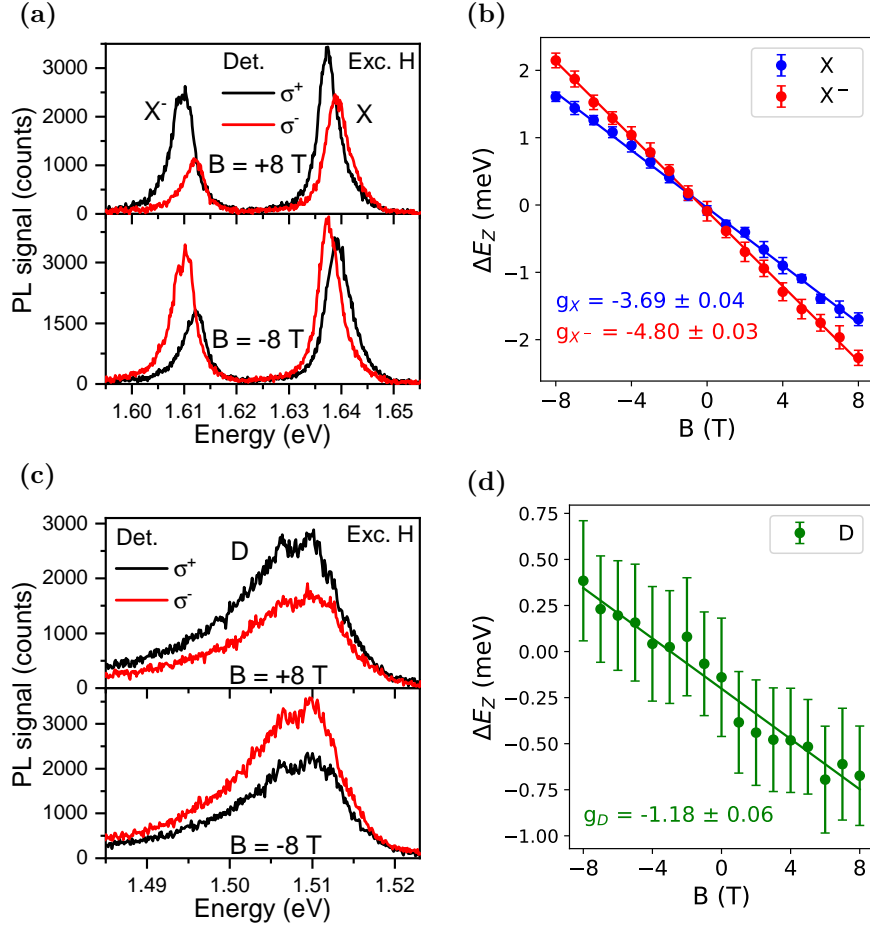 (a)
3000
2000
1000
0
3000
1500
0
PL signal (counts)
Det.
σ⁺
σ⁻
Exc. H
X⁻
X
B = +8 T
B = -8 T
1.60 1.61 1.62 1.63 1.64 1.65
Energy (eV)
(b)
2
1
0
−1
−2
ΔE_Z (meV)
X
X⁻
g_X = -3.69 ± 0.04
g_X⁻ = -4.80 ± 0.03
−8 −4 0 4 8
B (T)
(c)
3000
2000
1000
0
3000
2000
1000
0
PL signal (counts)
Det.
σ⁺
σ⁻
D
Exc. H
B = +8 T
B = -8 T
1.49 1.50 1.51 1.52
Energy (eV)
(d)
0.75
0.50
0.25
0.00
−0.25
−0.50
−0.75
−1.00
ΔE_Z (meV)
D
g_D = -1.18 ± 0.06
−8 −4 0 4 8
B (T)